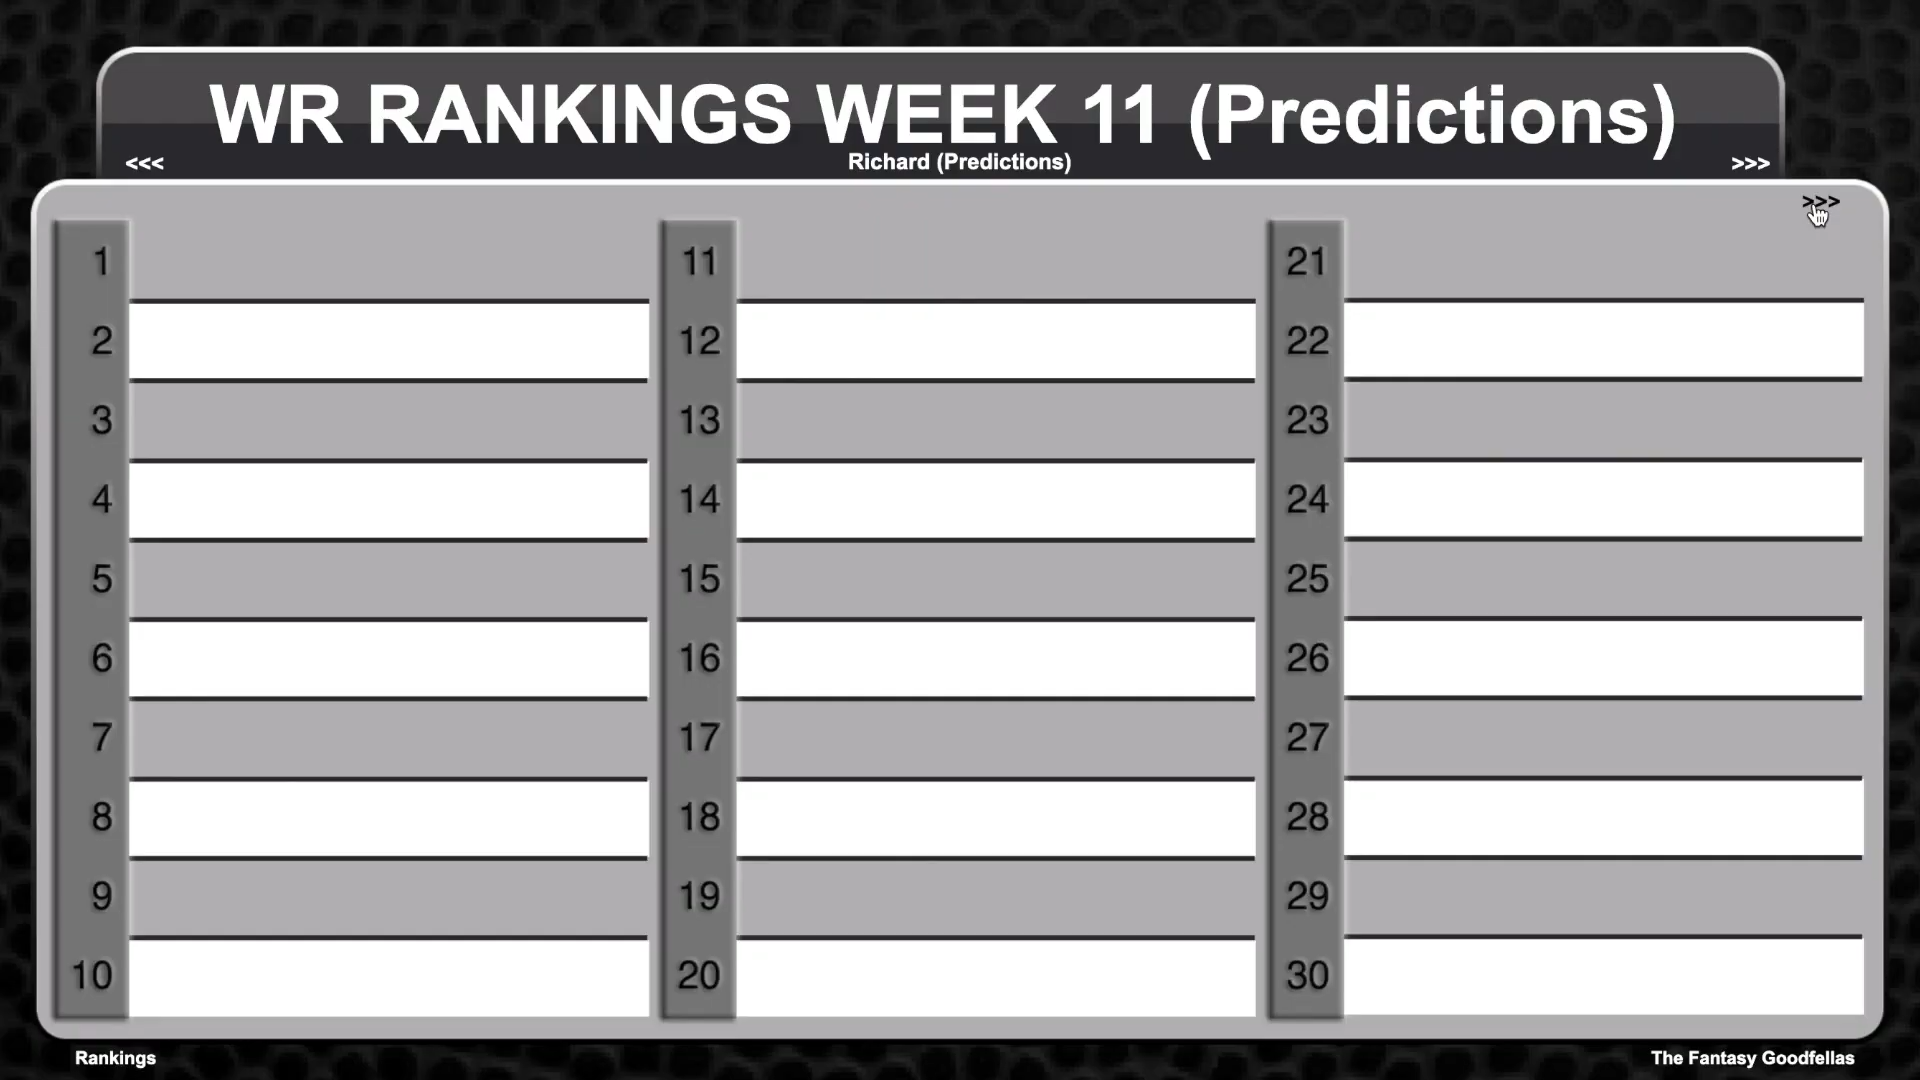 WR RANKINGS WEEK 11 (Predictions)
<<< Richard (Predictions) >>>
>>>
1 11 21
2 12 22
3 13 23
4 14 24
5 15 25
6 16 26
7 17 27
8 18 28
9 19 29
10 20 30
Rankings The Fantasy Goodfellas